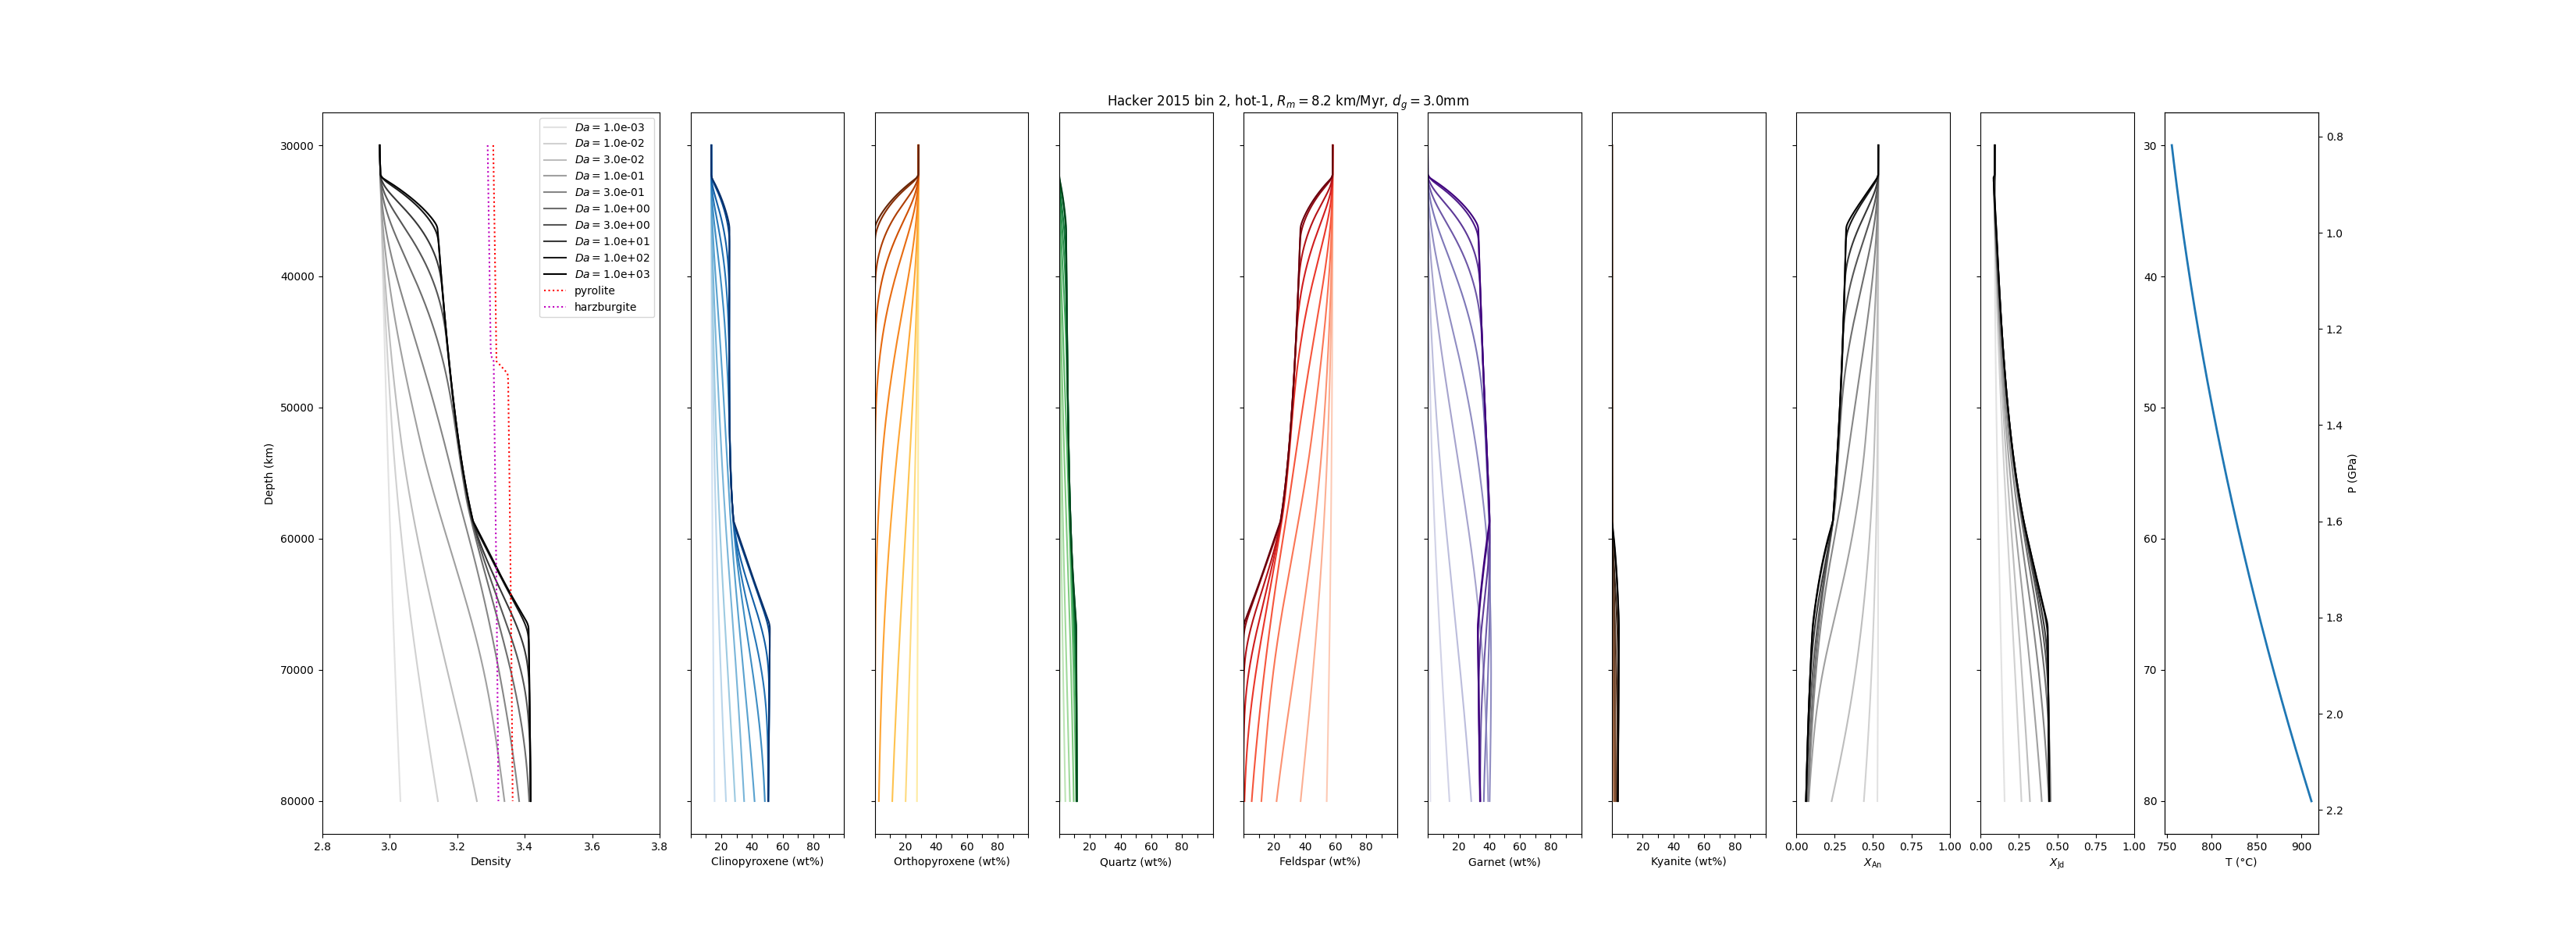 Hacker 2015 bin 2, hot-1, R_m = 8.2 km/Myr, d_g = 3.0mm
Da = 1.0e-03
Da = 1.0e-02
Da = 3.0e-02
Da = 1.0e-01
Da = 3.0e-01
Da = 1.0e+00
Da = 3.0e+00
Da = 1.0e+01
Da = 1.0e+02
Da = 1.0e+03
pyrolite
harzburgite
30000
40000
50000
60000
70000
80000
Depth (km)
2.8 3.0 3.2 3.4 3.6 3.8
Density
20 40 60 80
Clinopyroxene (wt%)
20 40 60 80
Orthopyroxene (wt%)
20 40 60 80
Quartz (wt%)
20 40 60 80
Feldspar (wt%)
20 40 60 80
Garnet (wt%)
20 40 60 80
Kyanite (wt%)
0.00 0.25 0.50 0.75 1.00
X_An
0.00 0.25 0.50 0.75 1.00
X_Jd
30
40
50
60
70
80
750 800 850 900
T (°C)
0.8
1.0
1.2
1.4
1.6
1.8
2.0
2.2
P (GPa)